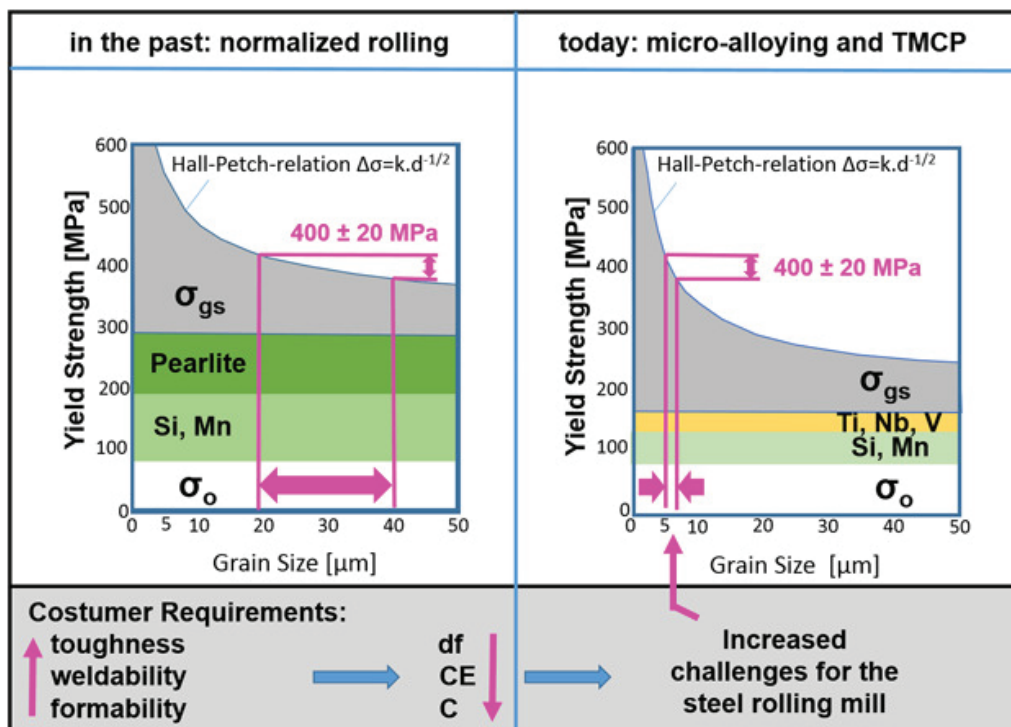 in the past: normalized rolling
today: micro-alloying and TMCP
Yield Strength [MPa]
600
500
400
300
200
100
0
Hall-Petch-relation Δσ=k.d⁻¹/²
400 ± 20 MPa
σgs
Pearlite
Si, Mn
σo
0 5 10 20 30 40 50
Grain Size [µm]
Yield Strength [MPa]
600
500
400
300
200
100
0
Hall-Petch-relation Δσ=k.d⁻¹/²
400 ± 20 MPa
σgs
Ti, Nb, V
Si, Mn
σo
0 5 10 20 30 40 50
Grain Size [µm]
Costumer Requirements:
toughness
weldability
formability
df
CE
C
Increased
challenges for the
steel rolling mill